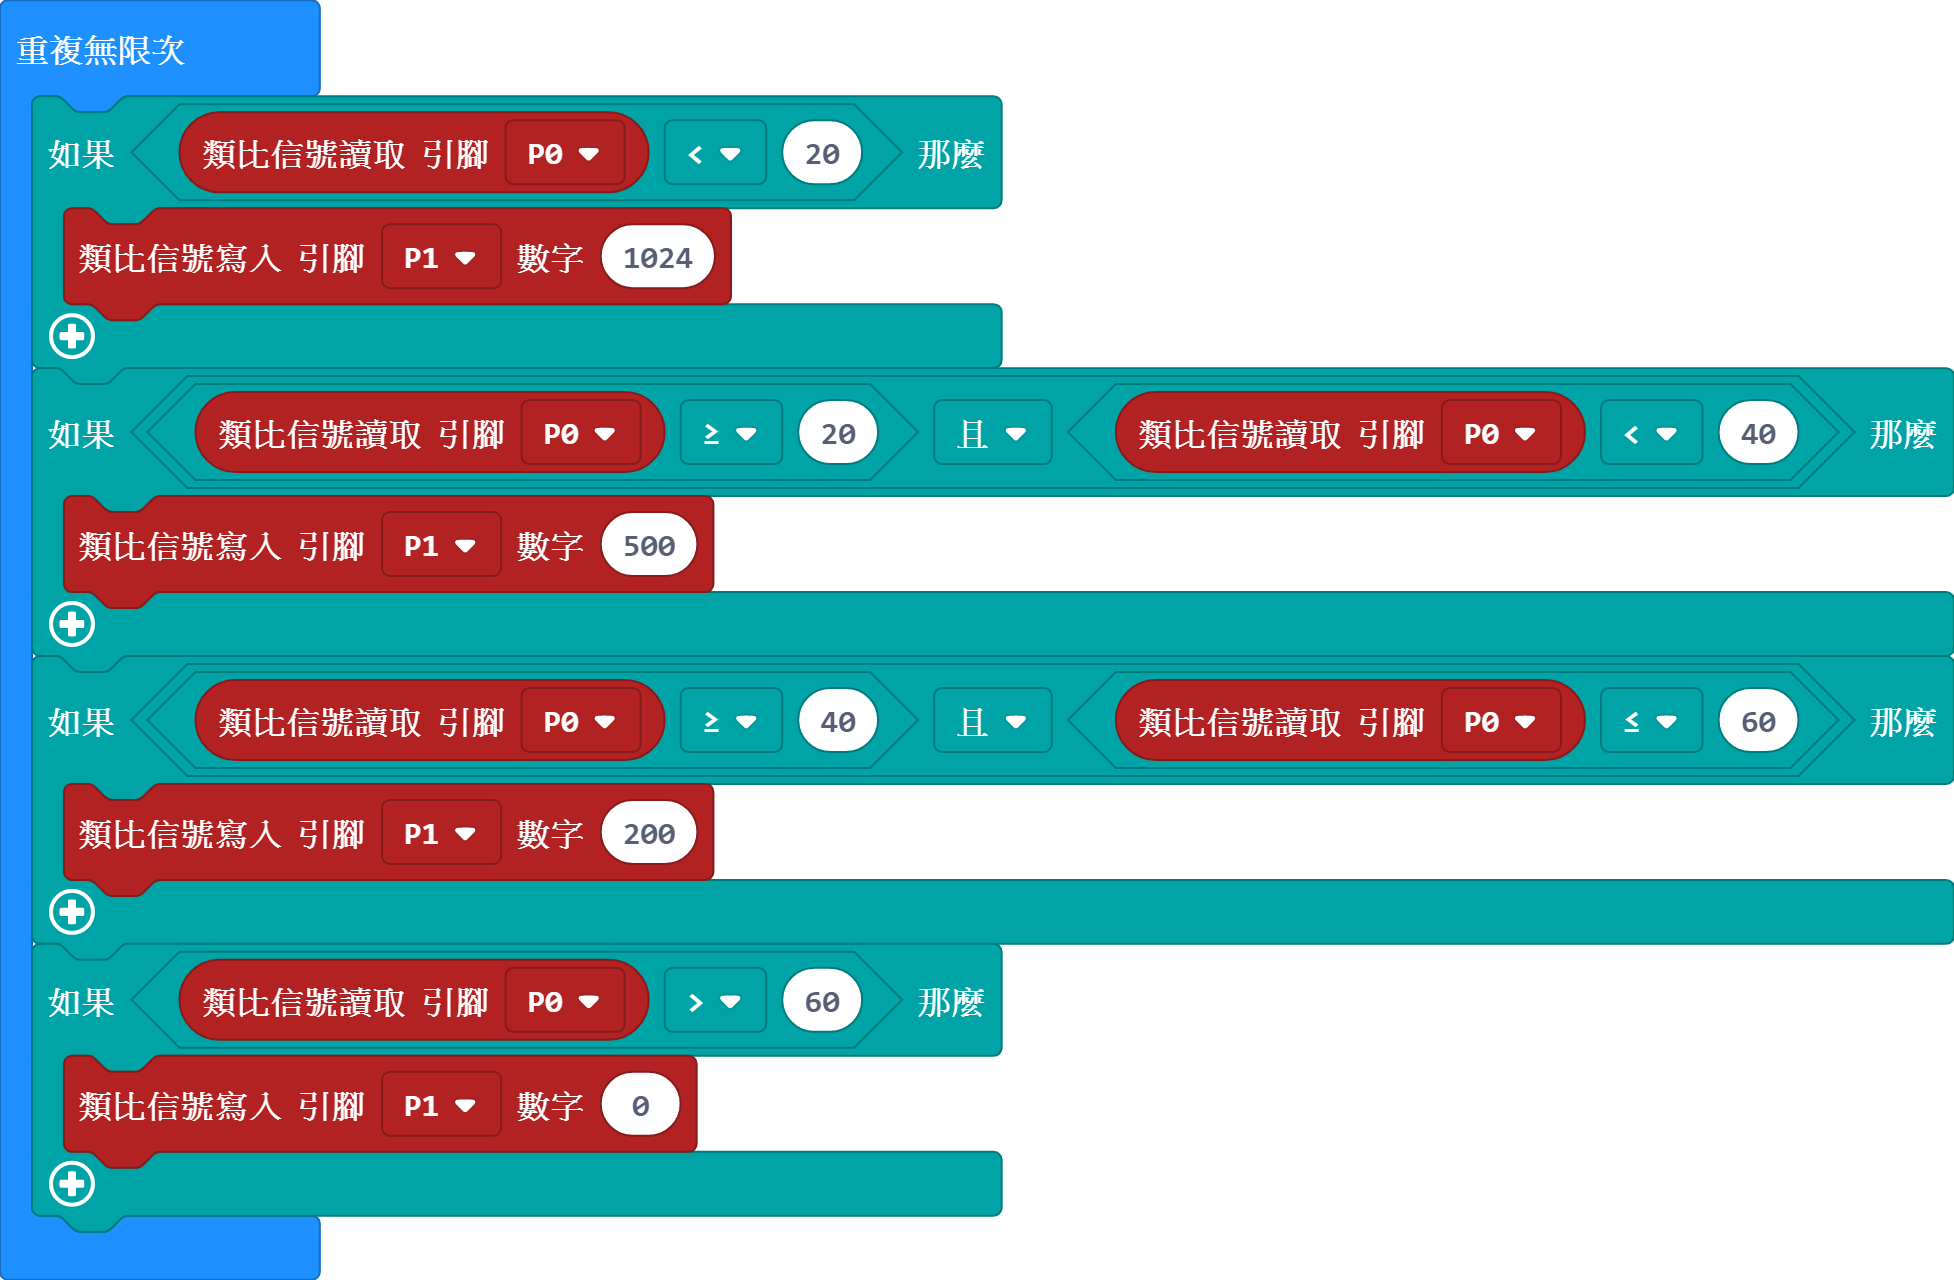 重複無限次
如果 類比信號讀取 引腳 P0 < 20 那麼
類比信號寫入 引腳 P1 數字 1024
如果 類比信號讀取 引腳 P0 ≥ 20 且 類比信號讀取 引腳 P0 < 40 那麼
類比信號寫入 引腳 P1 數字 500
如果 類比信號讀取 引腳 P0 ≥ 40 且 類比信號讀取 引腳 P0 ≤ 60 那麼
類比信號寫入 引腳 P1 數字 200
如果 類比信號讀取 引腳 P0 > 60 那麼
類比信號寫入 引腳 P1 數字 0